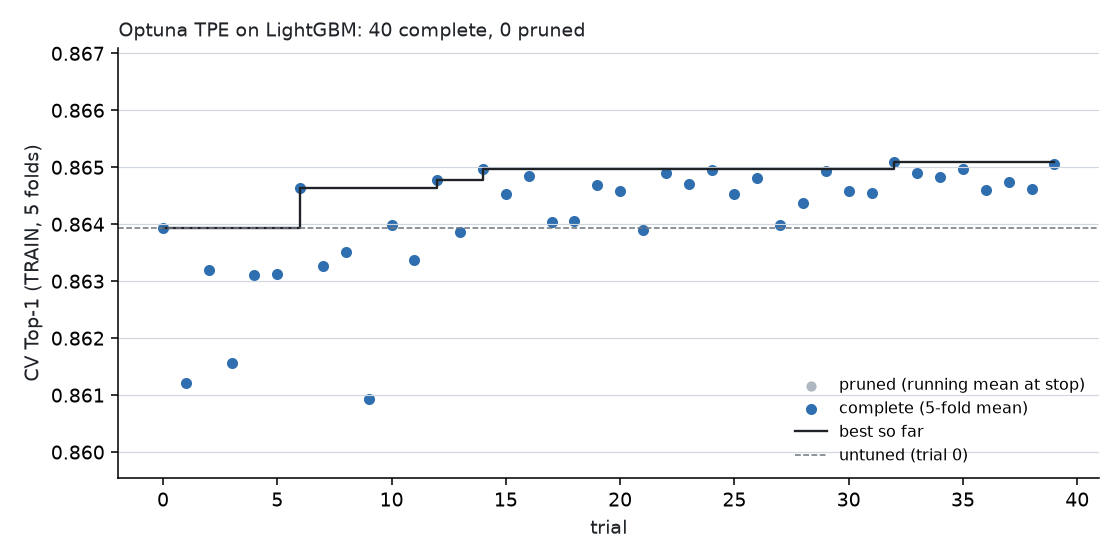 Optuna TPE on LightGBM: 40 complete, 0 pruned
CV Top-1 (TRAIN, 5 folds)
0.867
0.866
0.865
0.864
0.863
0.862
0.861
0.860
pruned (running mean at stop)
complete (5-fold mean)
best so far
untuned (trial 0)
0 5 10 15 20 25 30 35 40
trial